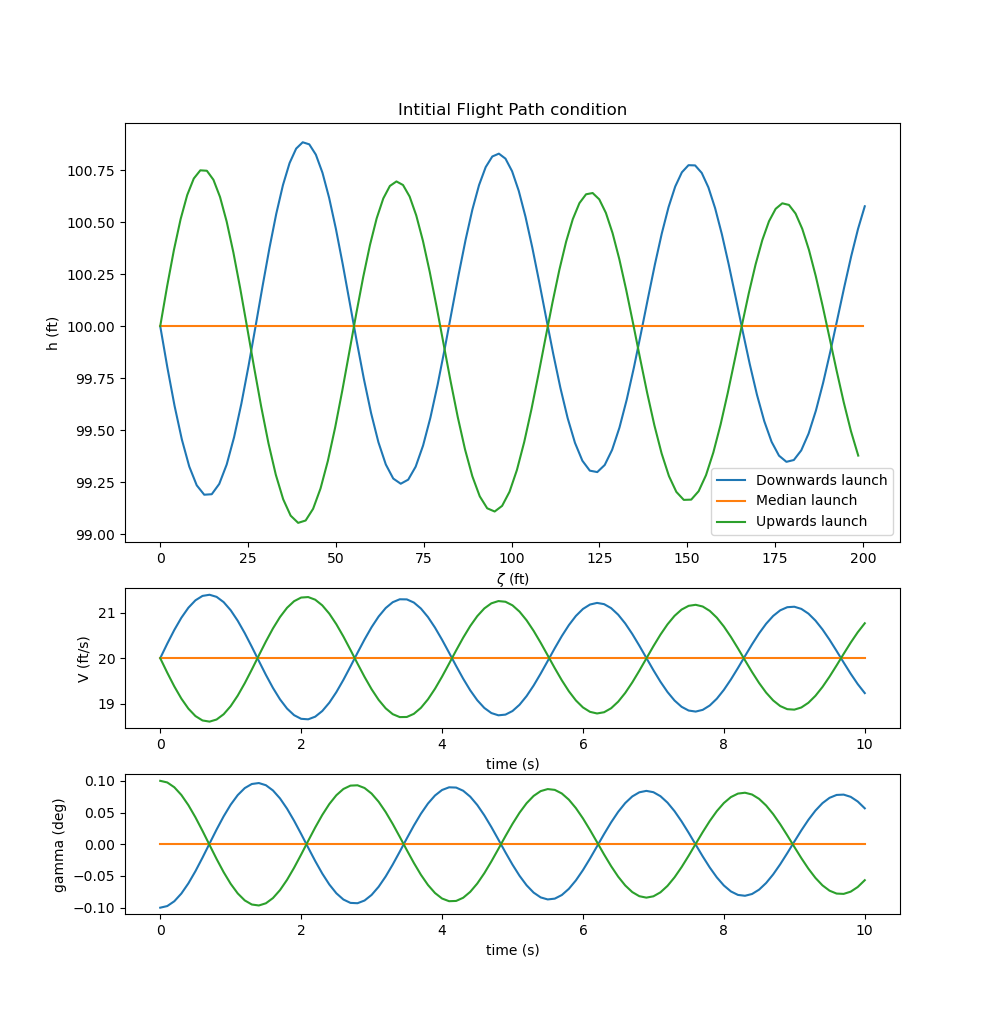 Intitial Flight Path condition
h (ft)
100.75
100.50
100.25
100.00
99.75
99.50
99.25
99.00
Downwards launch
Median launch
Upwards launch
0 25 50 75 100 125 150 175 200
ζ (ft)
V (ft/s)
21
20
19
0 2 4 6 8 10
time (s)
gamma (deg)
0.10
0.05
0.00
−0.05
−0.10
0 2 4 6 8 10
time (s)